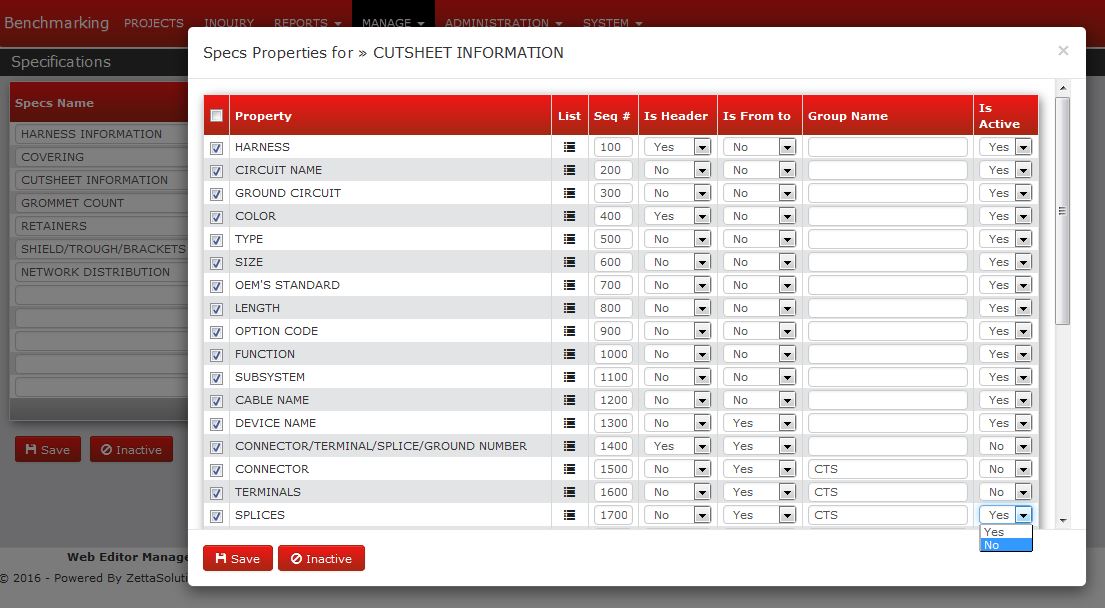 Benchmarking PROJECTS INQUIRY REPORTS MANAGE ADMINISTRATION SYSTEM
Specifications
Specs Name
HARNESS INFORMATION
COVERING
CUTSHEET INFORMATION
GROMMET COUNT
RETAINERS
SHIELD/TROUGH/BRACKETS
NETWORK DISTRIBUTION
Save Inactive
Web Editor Manage
© 2016 - Powered By ZettaSoluti
Specs Properties for » CUTSHEET INFORMATION ×
Property List Seq # Is Header Is From to Group Name Is Active
HARNESS 100 Yes No Yes
CIRCUIT NAME 200 No No Yes
GROUND CIRCUIT 300 No No Yes
COLOR 400 Yes No Yes
TYPE 500 No No Yes
SIZE 600 No No Yes
OEM'S STANDARD 700 No No Yes
LENGTH 800 No No Yes
OPTION CODE 900 No No Yes
FUNCTION 1000 No No Yes
SUBSYSTEM 1100 No No Yes
CABLE NAME 1200 No No Yes
DEVICE NAME 1300 No Yes Yes
CONNECTOR/TERMINAL/SPLICE/GROUND NUMBER 1400 Yes Yes No
CONNECTOR 1500 No Yes CTS No
TERMINALS 1600 No Yes CTS No
SPLICES 1700 No Yes CTS Yes
Yes
No
Save Inactive